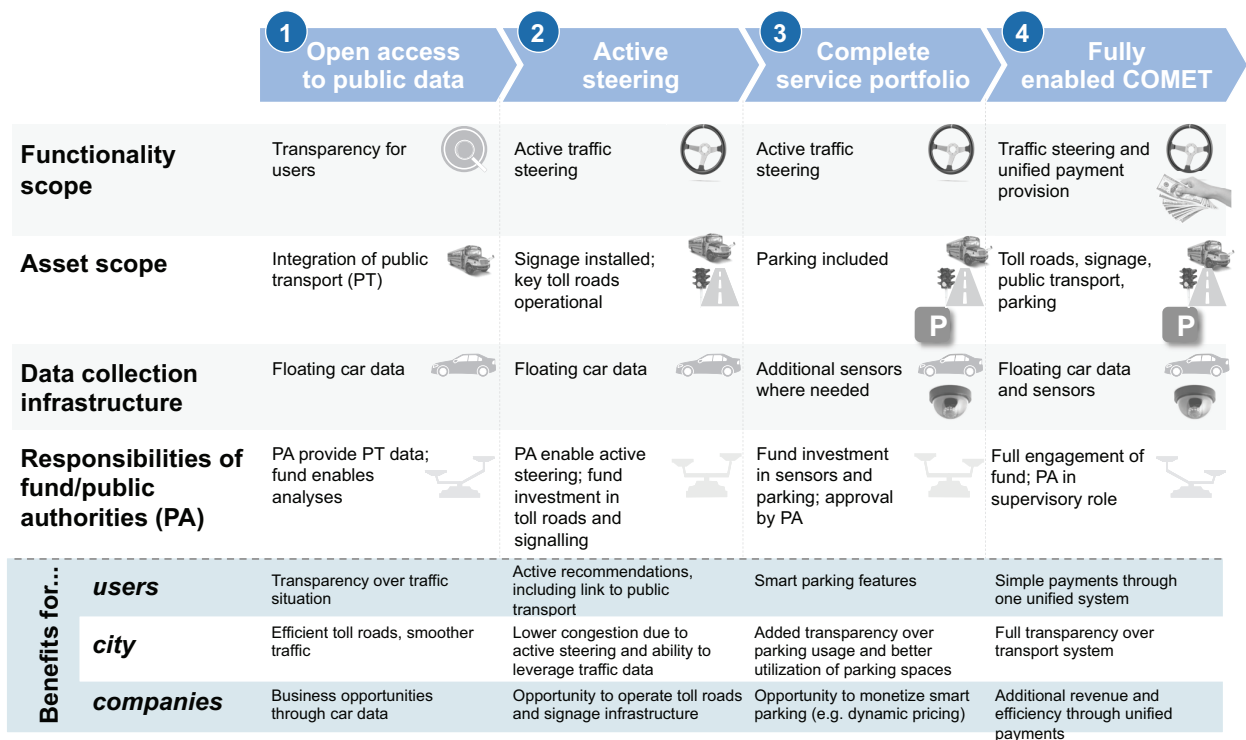 1
Open access
to public data
2
Active
steering
3
Complete
service portfolio
4
Fully
enabled COMET
Functionality
scope
Transparency for
users
Active traffic
steering
Active traffic
steering
Traffic steering and
unified payment
provision
Asset scope
Integration of public
transport (PT)
Signage installed;
key toll roads
operational
Parking included
P
Toll roads, signage,
public transport,
parking
P
Data collection
infrastructure
Floating car data
Floating car data
Additional sensors
where needed
Floating car data
and sensors
Responsibilities of
fund/public
authorities (PA)
PA provide PT data;
fund enables
analyses
PA enable active
steering; fund
investment in
toll roads and
signalling
Fund investment
in sensors and
parking; approval
by PA
Full engagement of
fund; PA in
supervisory role
Benefits for...
users
Transparency over traffic
situation
Active recommendations,
including link to public
transport
Smart parking features
Simple payments through
one unified system
city
Efficient toll roads, smoother
traffic
Lower congestion due to
active steering and ability to
leverage traffic data
Added transparency over
parking usage and better
utilization of parking spaces
Full transparency over
transport system
companies
Business opportunities
through car data
Opportunity to operate toll roads
and signage infrastructure
Opportunity to monetize smart
parking (e.g. dynamic pricing)
Additional revenue and
efficiency through unified
payments